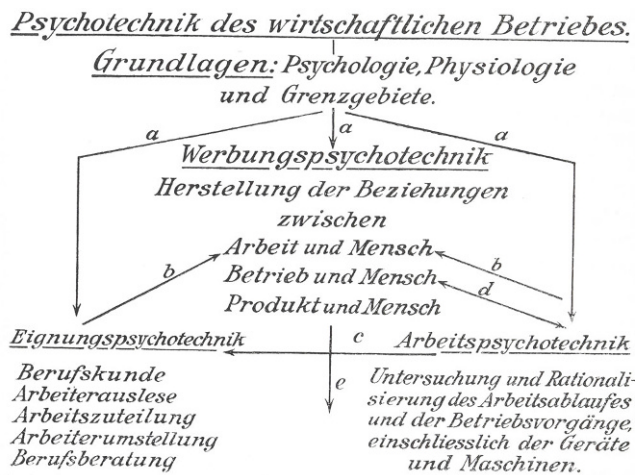 Psychotechnik des wirtschaftlichen Betriebes.
Grundlagen: Psychologie, Physiologie
und Grenzgebiete.
a
a
a
Werbungspsychotechnik
Herstellung der Beziehungen
zwischen
Arbeit und Mensch
b
b
Betrieb und Mensch
d
Produkt und Mensch
Eignungspsychotechnik
c
Arbeitspsychotechnik
e
Berufskunde
Arbeiterauslese
Arbeitszuteilung
Arbeiterumstellung
Berufsberatung
Untersuchung und Rationali-
sierung des Arbeitsablaufes
und der Betriebsvorgänge,
einschliesslich der Geräte
und Maschinen.